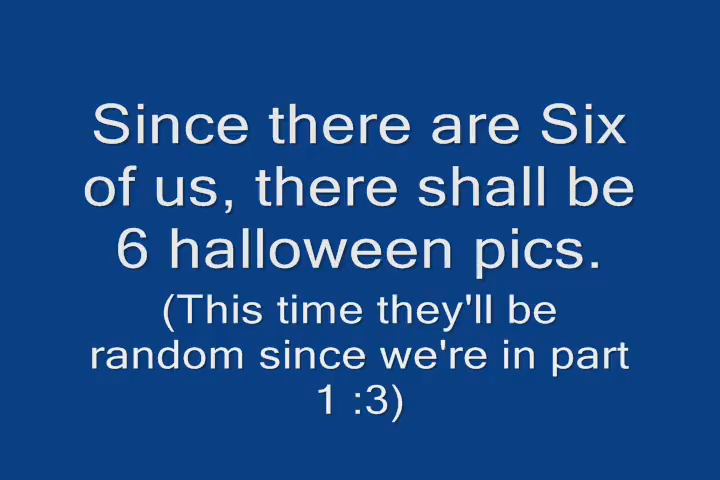 Since there are Six
of us, there shall be
6 halloween pics.
(This time they'll be
random since we're in part
1 :3)